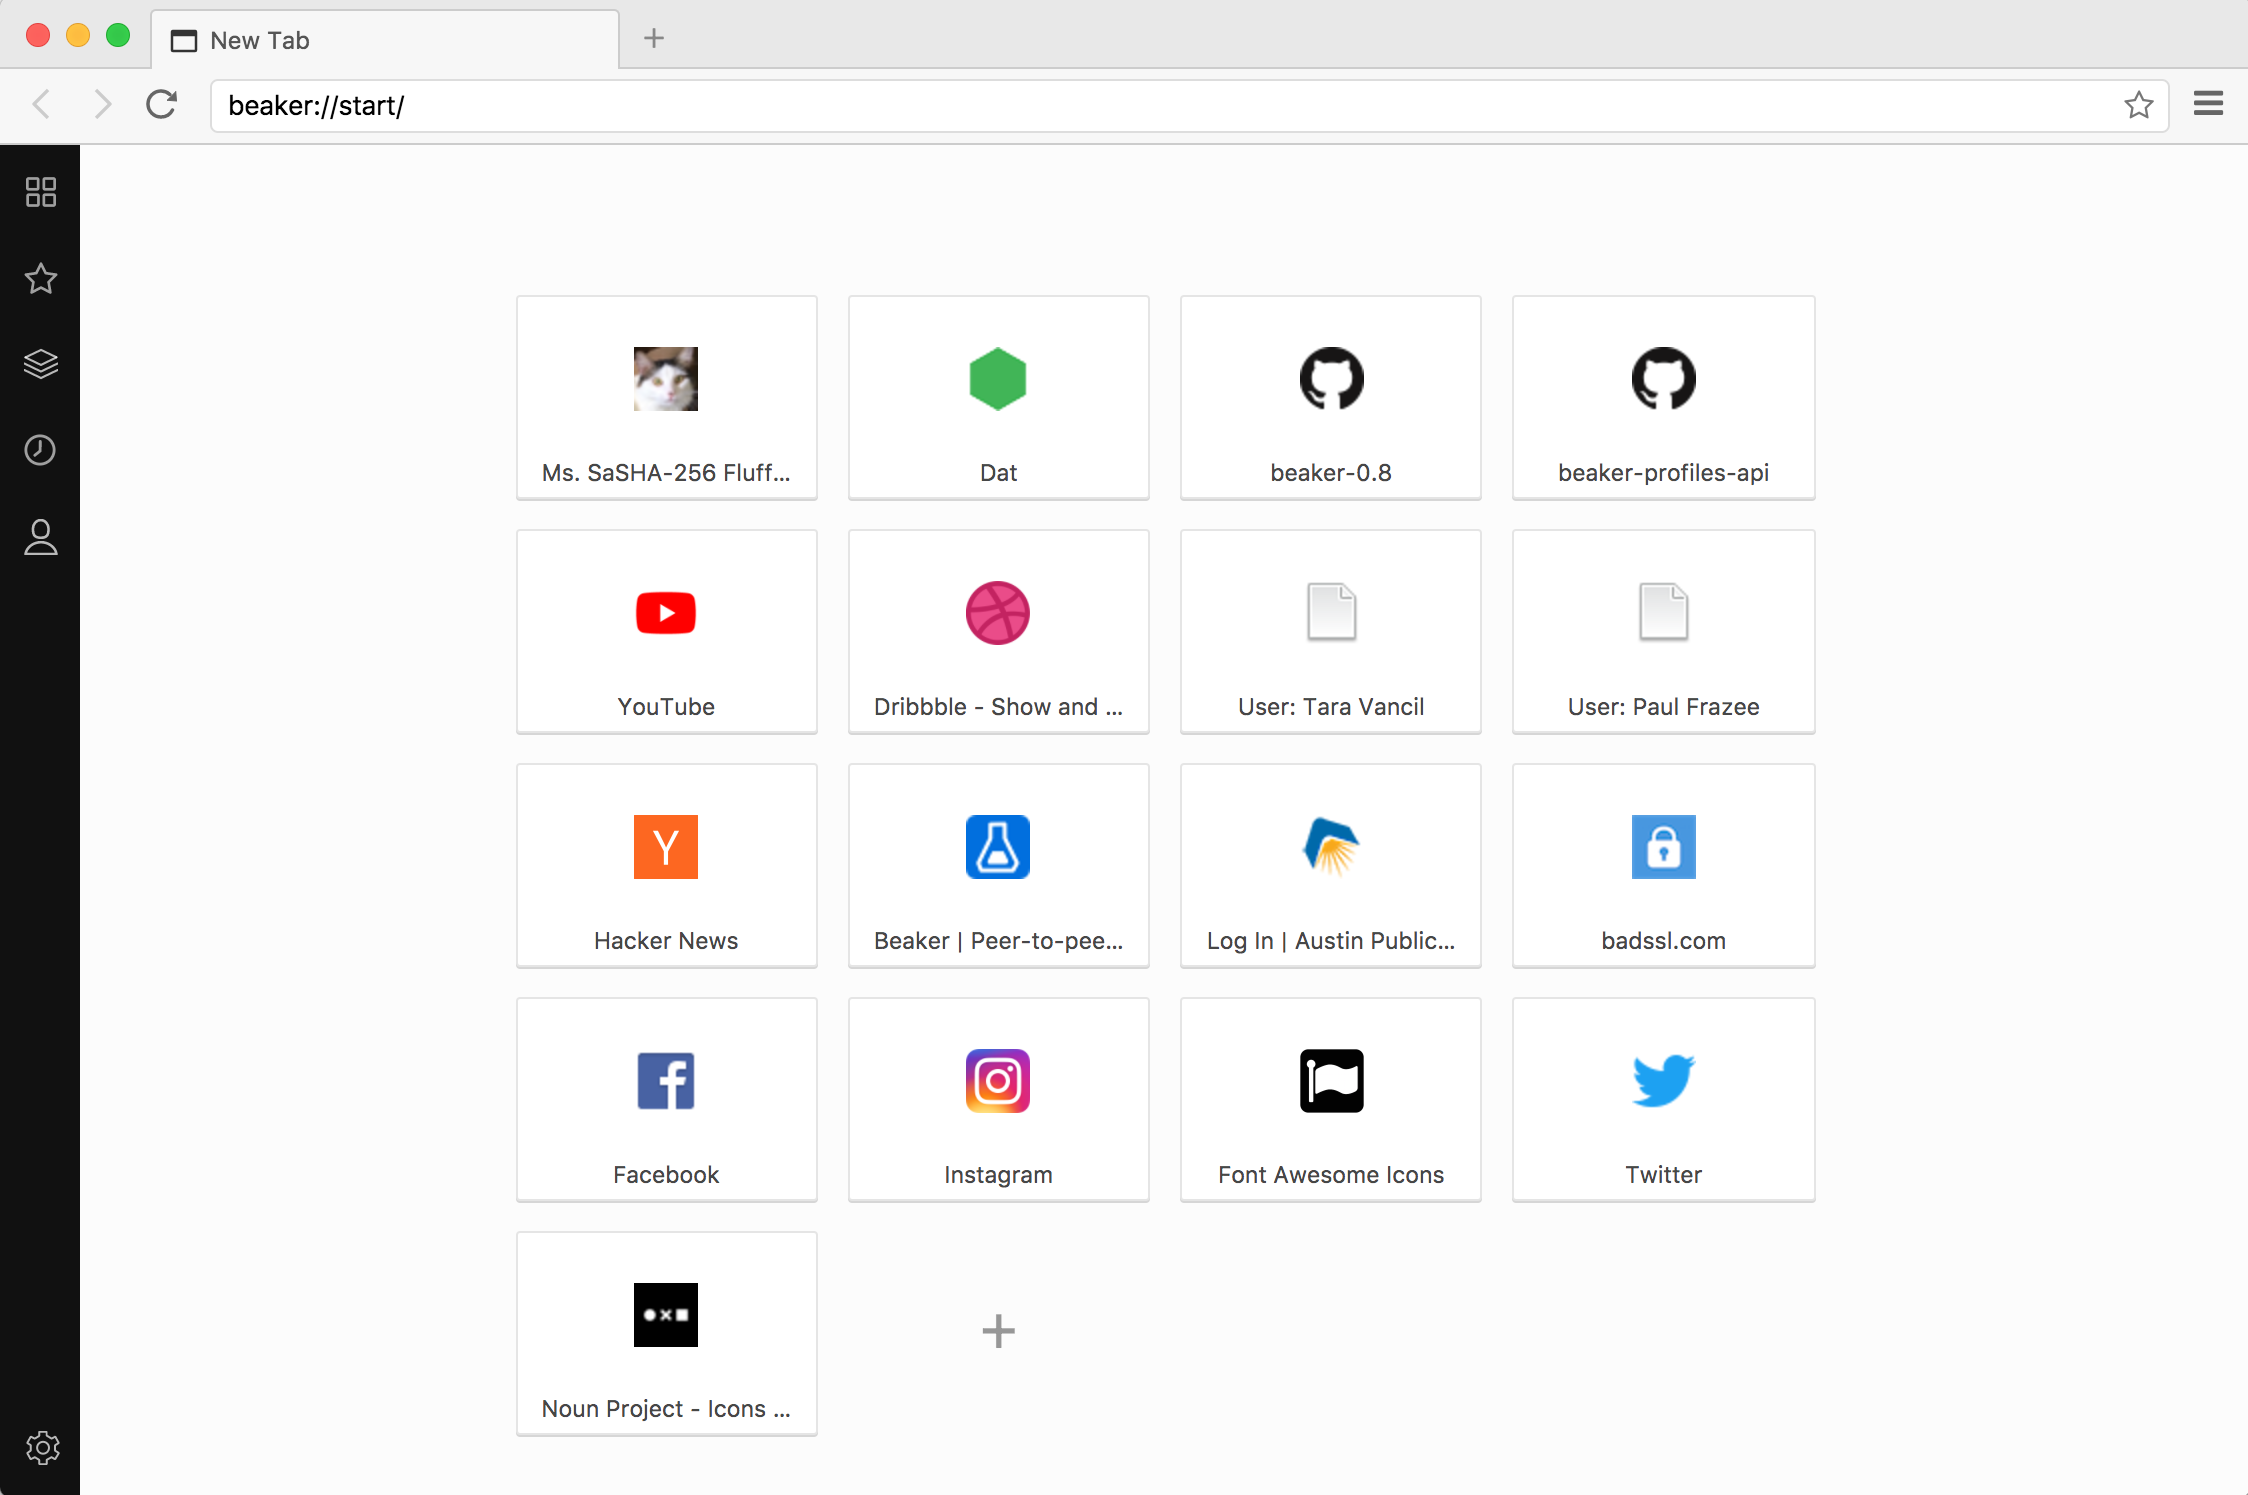 New Tab
beaker://start/
Ms. SaSHA-256 Fluff...
Dat
beaker-0.8
beaker-profiles-api
YouTube
Dribbble - Show and ...
User: Tara Vancil
User: Paul Frazee
Y
Hacker News
Beaker | Peer-to-pee...
Log In | Austin Public...
badssl.com
f
Facebook
Instagram
Font Awesome Icons
Twitter
Noun Project - Icons ...